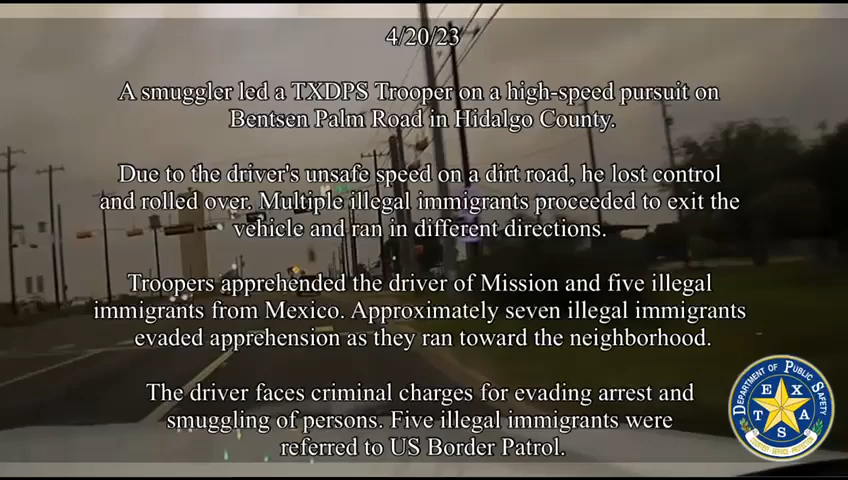 4/20/23
A smuggler led a TXDPS Trooper on a high-speed pursuit on
Bentsen Palm Road in Hidalgo County.
Due to the driver's unsafe speed on a dirt road, he lost control
and rolled over. Multiple illegal immigrants proceeded to exit the
vehicle and ran in different directions.
Troopers apprehended the driver of Mission and five illegal
immigrants from Mexico. Approximately seven illegal immigrants
evaded apprehension as they ran toward the neighborhood.
The driver faces criminal charges for evading arrest and
smuggling of persons. Five illegal immigrants were
referred to US Border Patrol.
DEPARTMENT OF PUBLIC SAFETY
TEXAS